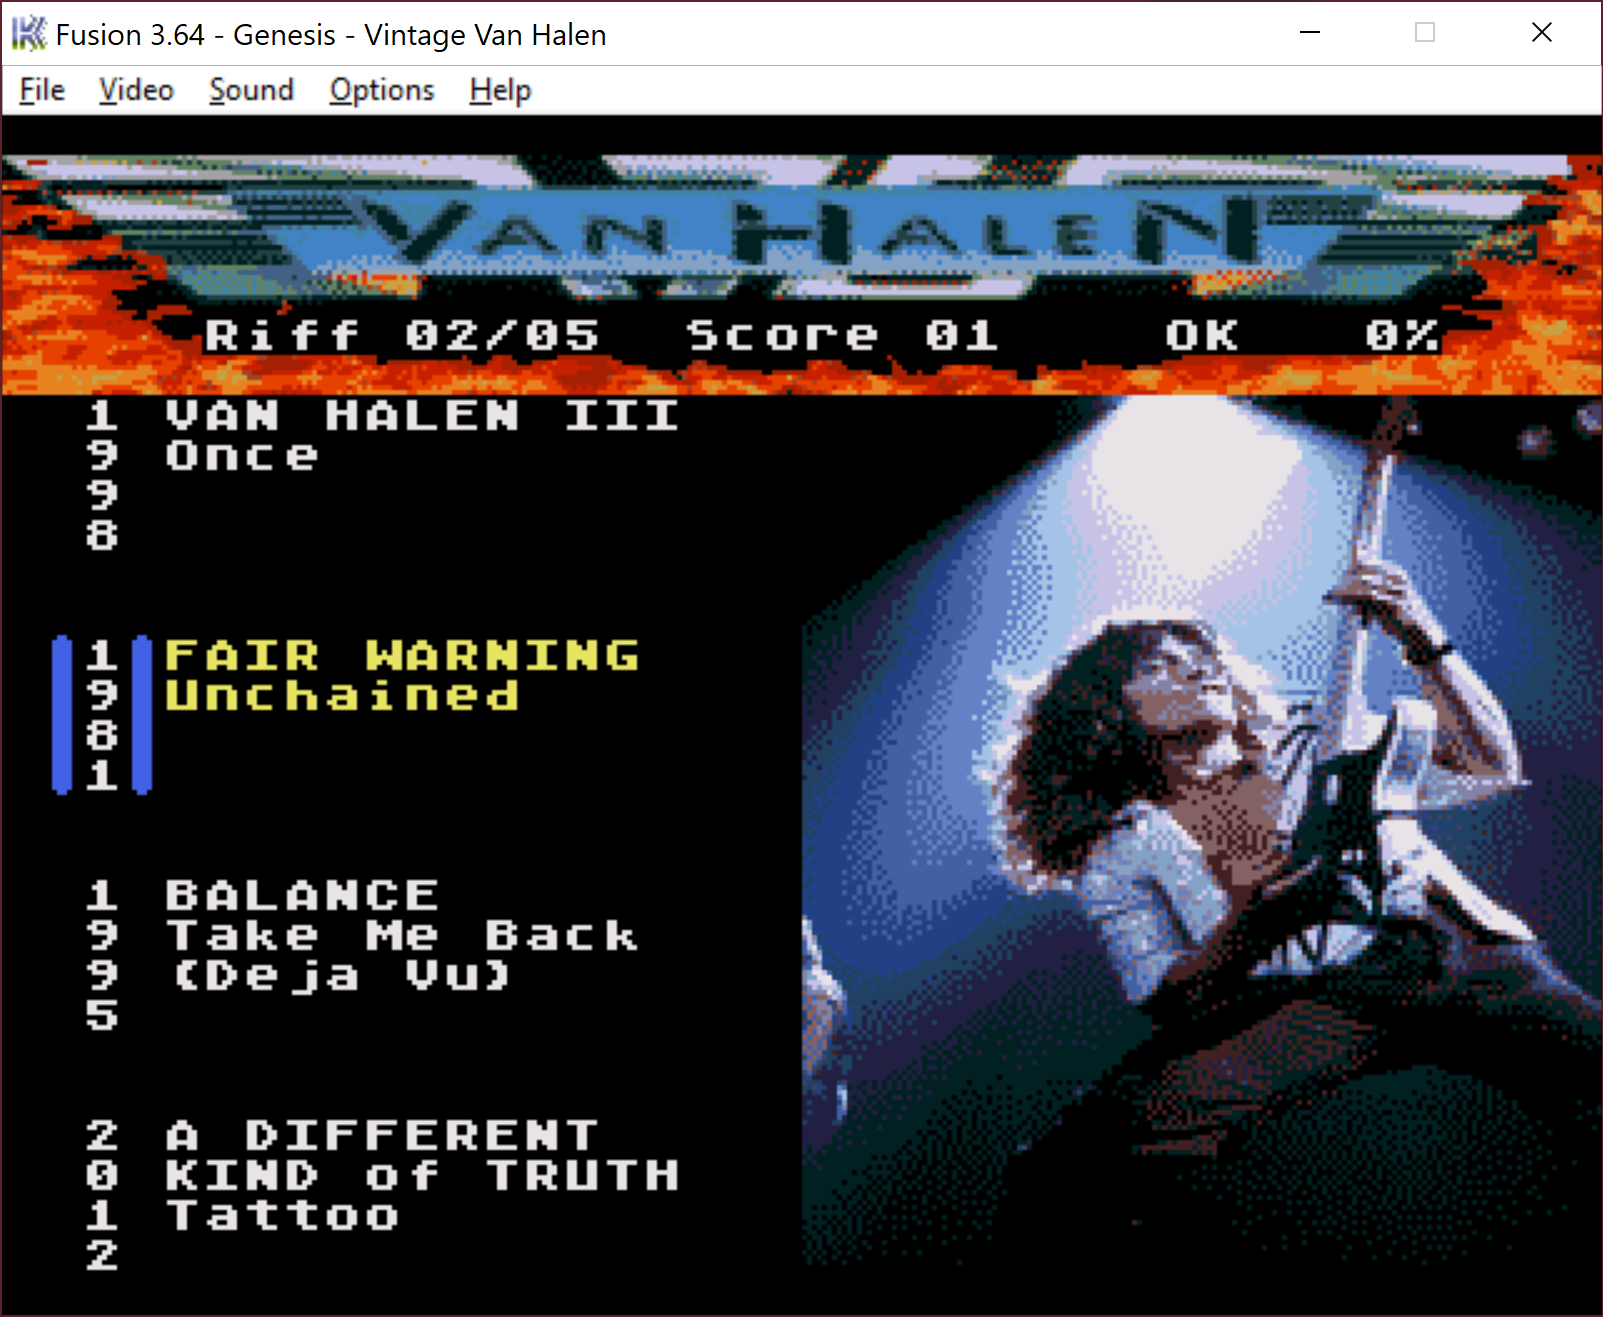 Fusion 3.64 - Genesis - Vintage Van Halen
File Video Sound Options Help
VAN HALEN
Riff 02/05 Score 01 OK 0%
1 VAN HALEN III
9 Once
9
8
1 FAIR WARNING
9 Unchained
8
1
1 BALANCE
9 Take Me Back
9 (Deja Vu)
5
2 A DIFFERENT
0 KIND of TRUTH
1 Tattoo
2